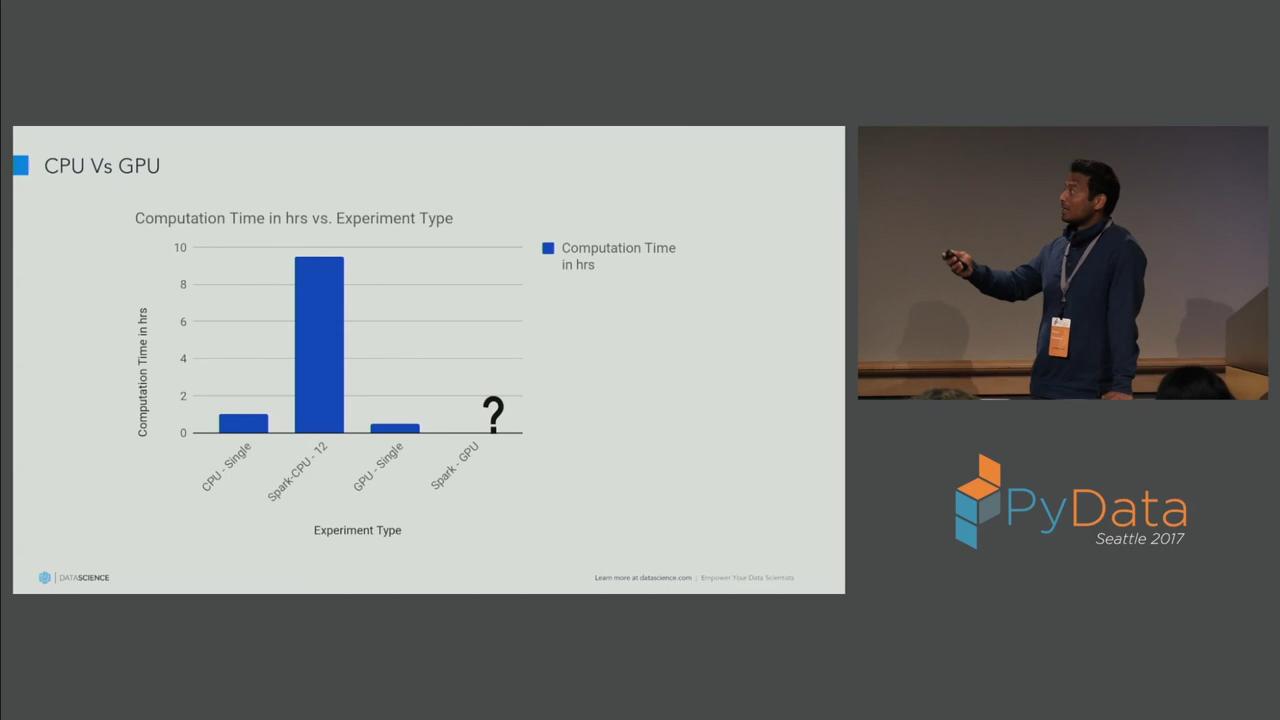 CPU Vs GPU
Computation Time in hrs vs. Experiment Type
Computation Time in hrs
10
8
6
4
2
0
?
CPU - Single
Spark-CPU - 12
GPU - Single
Spark - GPU
Experiment Type
Computation Time
in hrs
DATASCIENCE
Learn more at datascience.com | Empower Your Data Scientists
PyData
Seattle 2017